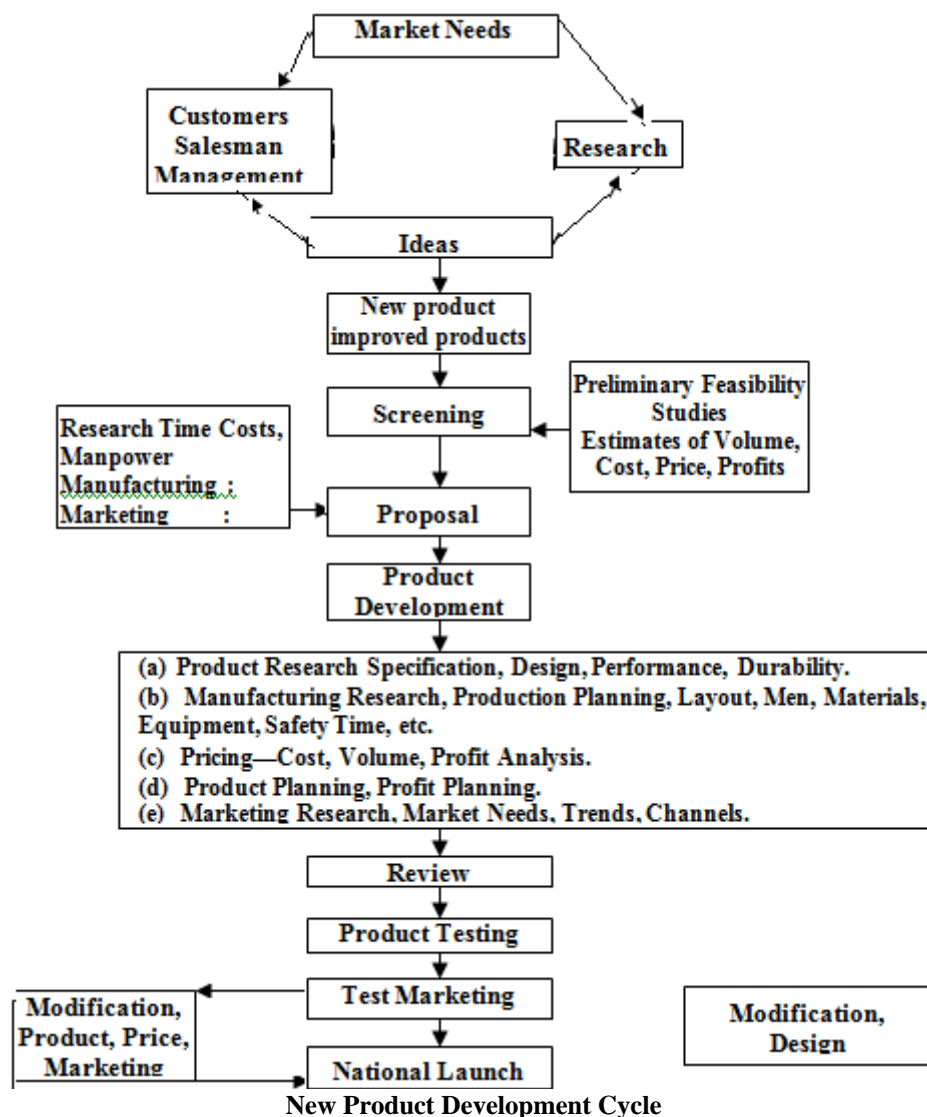 Market Needs
Customers
Salesman
Management
Research
Ideas
New product
improved products
Screening
Preliminary Feasibility
Studies
Estimates of Volume,
Cost, Price, Profits
Research Time Costs,
Manpower
Manufacturing :
Marketing :
Proposal
Product
Development
(a) Product Research Specification, Design, Performance, Durability.
(b) Manufacturing Research, Production Planning, Layout, Men, Materials,
Equipment, Safety Time, etc.
(c) Pricing—Cost, Volume, Profit Analysis.
(d) Product Planning, Profit Planning.
(e) Marketing Research, Market Needs, Trends, Channels.
Review
Product Testing
Test Marketing
Modification,
Product, Price,
Marketing
Modification,
Design
National Launch
New Product Development Cycle